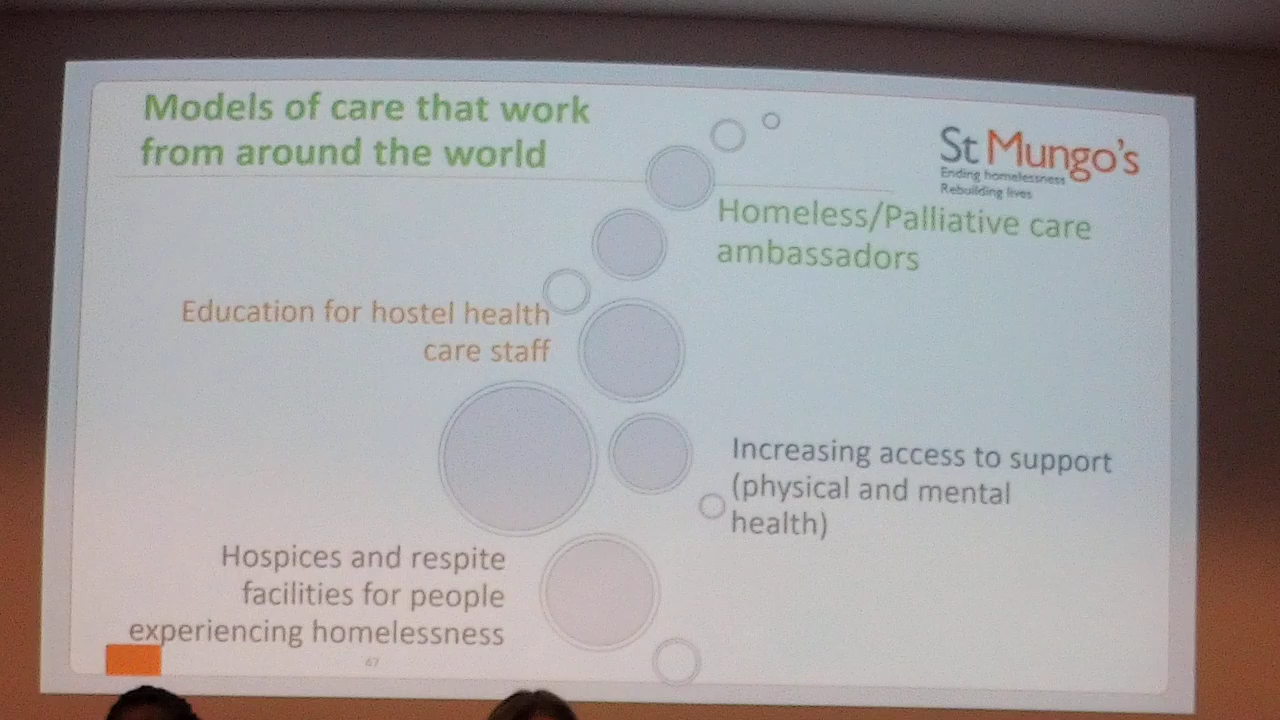 Models of care that work
from around the world
St Mungo's
Ending homelessness
Rebuilding lives
Homeless/Palliative care
ambassadors
Education for hostel health
care staff
Increasing access to support
(physical and mental
health)
Hospices and respite
facilities for people
experiencing homelessness
47